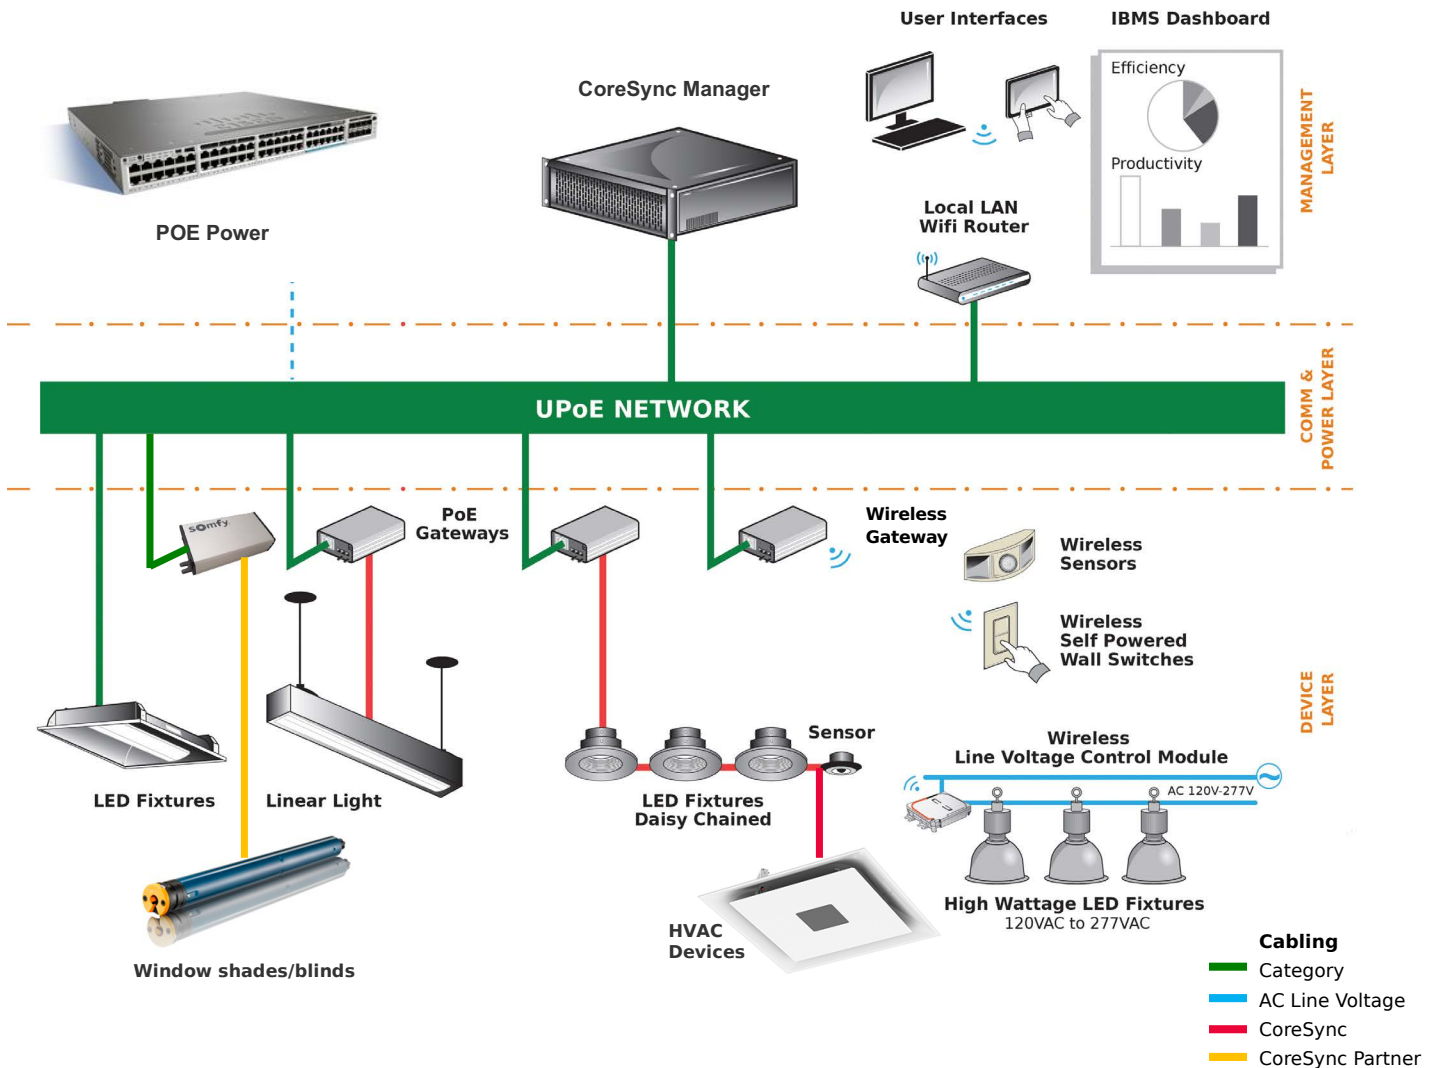 User Interfaces
IBMS Dashboard
Efficiency
Productivity
CoreSync Manager
POE Power
Local LAN
Wifi Router
MANAGEMENT
LAYER
UPoE NETWORK
COMM &
POWER LAYER
somfy
PoE
Gateways
Wireless
Gateway
Wireless
Sensors
Wireless
Self Powered
Wall Switches
DEVICE
LAYER
Sensor
Wireless
Line Voltage Control Module
AC 120V-277V
LED Fixtures
Linear Light
LED Fixtures
Daisy Chained
High Wattage LED Fixtures
120VAC to 277VAC
HVAC
Devices
Window shades/blinds
Cabling
Category
AC Line Voltage
CoreSync
CoreSync Partner